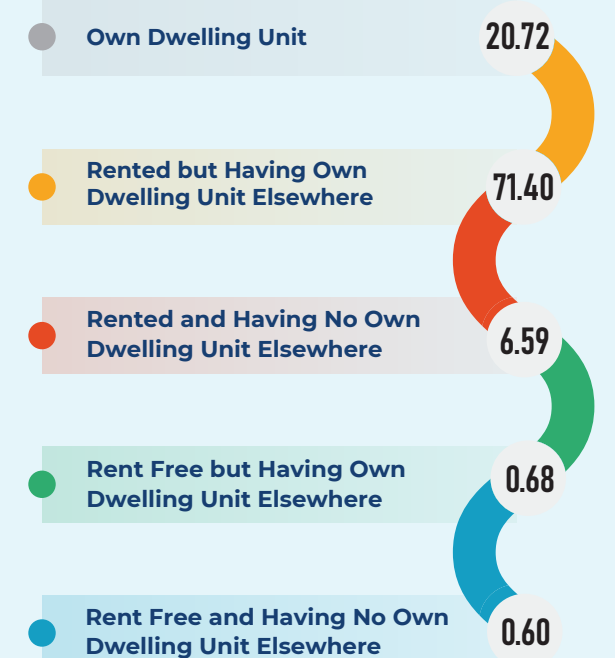 Own Dwelling Unit
20.72
Rented but Having Own
Dwelling Unit Elsewhere
71.40
Rented and Having No Own
Dwelling Unit Elsewhere
6.59
Rent Free but Having Own
Dwelling Unit Elsewhere
0.68
Rent Free and Having No Own
Dwelling Unit Elsewhere
0.60